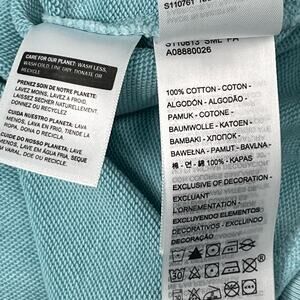 CARE FOR OUR PLANET: WASH LESS,
WASH COLD, LINE DRY, DONATE OR
RECYCLE
PRENEZ SOIN DE NOTRE PLANETE:
LAVEZ MOINS, LAVEZ A FROID,
LAISSEZ SÉCHER NATURELLEMENT
DONNEZ OU RECYCLEZ
CUIDA NUESTRO PLANETA: LAVA
MENOS, LAVA EN FRÍO, TIENDE LA
ROPA, DONA O RECICLA.
CUIDE DO NOSSO PLANETA:
LAVE MENOS, LAVE EM ÁGUA FRIA, SEQUE
EM VARAL, DOE OU RECICLE.
S110761
S110613 SML PA
A08880026
100% COTTON - COTON -
ALGODÓN - ALGODÃO -
PAMUK - COTONE -
BAUMWOLLE - KATOEN -
BAMBAKI - ХЛОПОК -
BAWEŁNA - PAMUT - BAVLNA -
棉 - 면 - 綿 100% - KAPAS
EXCLUSIVE OF DECORATION -
EXCLUANT
L'ORNEMENTATION -
EXCLUYENDO ELEMENTOS
DECORATIVOS - EXCLUINDO
DECORAÇÃO
30